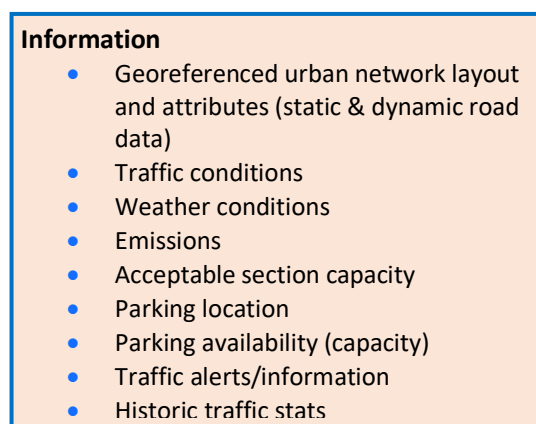 Information
• Georeferenced urban network layout
and attributes (static & dynamic road
data)
• Traffic conditions
• Weather conditions
• Emissions
• Acceptable section capacity
• Parking location
• Parking availability (capacity)
• Traffic alerts/information
• Historic traffic stats